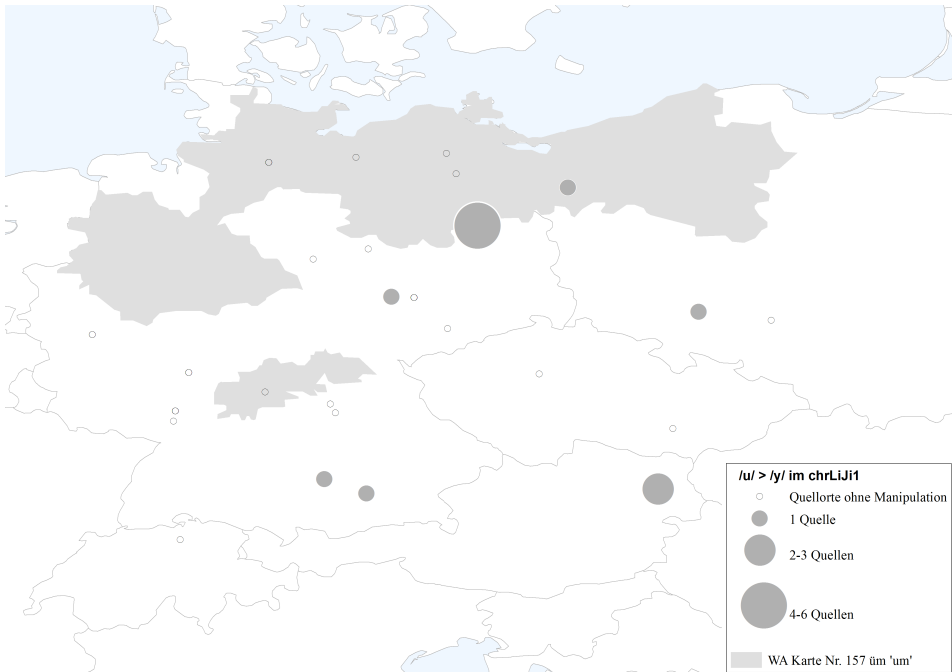 /u/ > /y/ im chrLiJi1
Quellorte ohne Manipulation
1 Quelle
2-3 Quellen
4-6 Quellen
WA Karte Nr. 157 üm 'um'